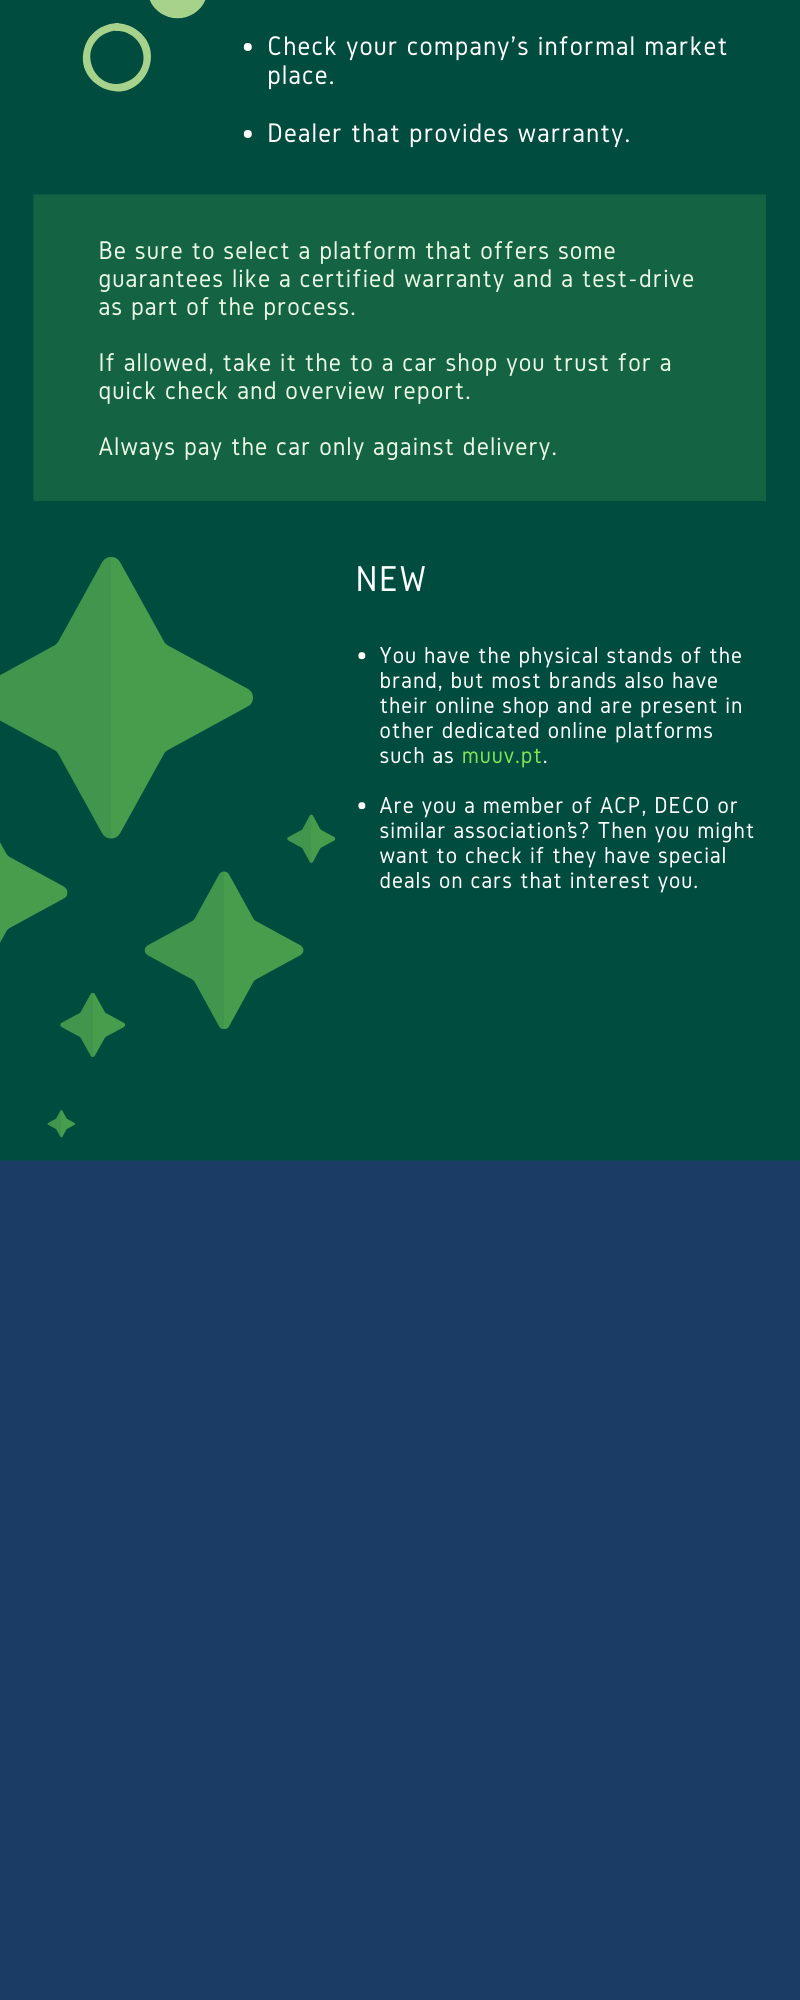 • Check your company's informal market
place.
• Dealer that provides warranty.
Be sure to select a platform that offers some
guarantees like a certified warranty and a test-drive
as part of the process.
If allowed, take it the to a car shop you trust for a
quick check and overview report.
Always pay the car only against delivery.
NEW
• You have the physical stands of the
brand, but most brands also have
their online shop and are present in
other dedicated online platforms
such as muuv.pt.
• Are you a member of ACP, DECO or
similar association's? Then you might
want to check if they have special
deals on cars that interest you.